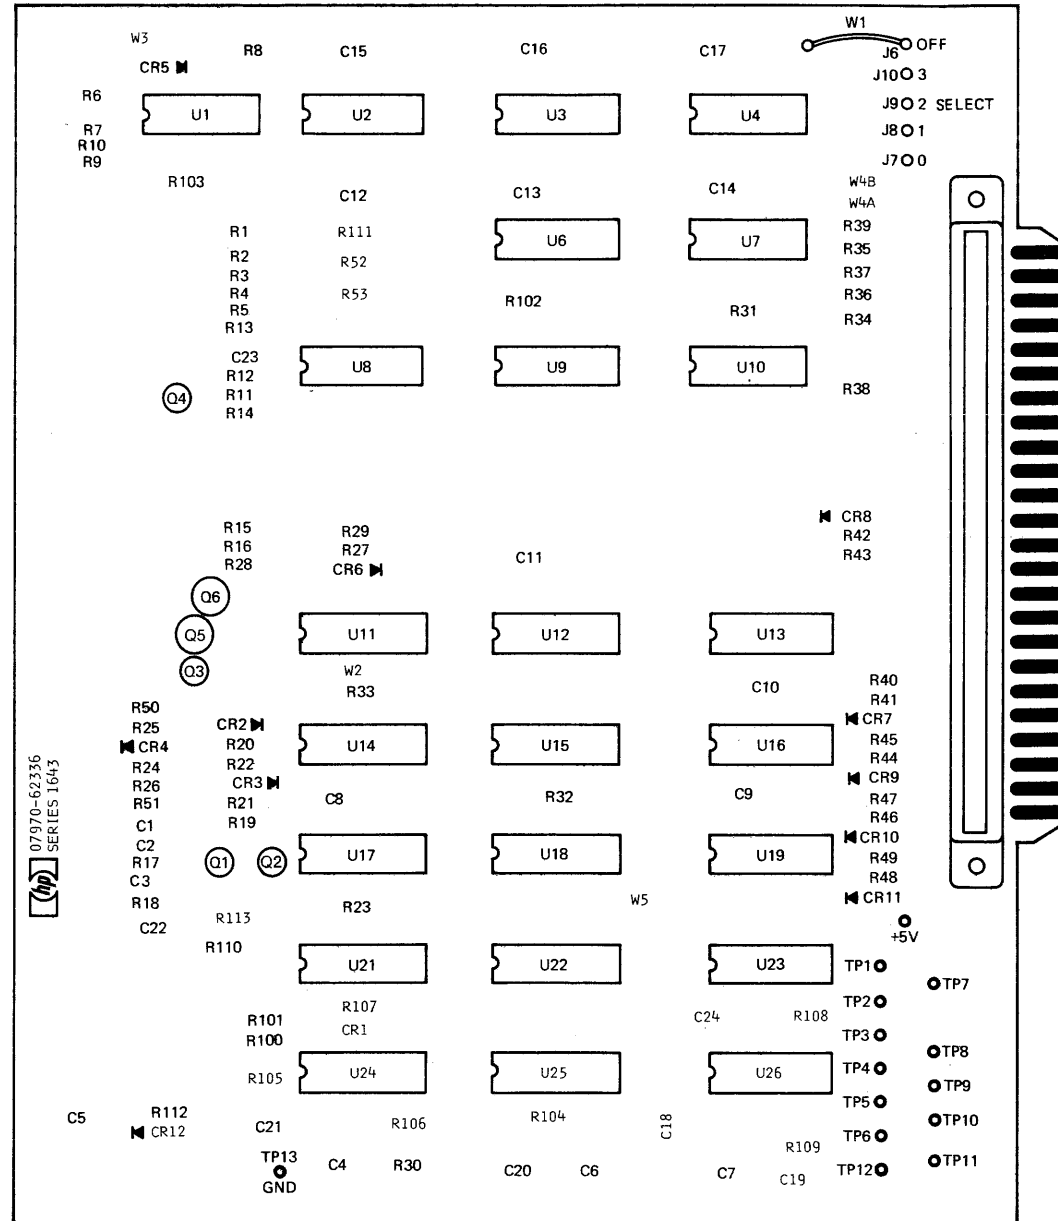 W1
W3
R8 C15 C16 C17
J6 OFF
CR5
J10 3
R6
J9 2 SELECT
U1 U2 U3 U4
R7
J8 1
R10
R9
J7 0
R103
W4B
C12 C13 C14
W4A
R1 R111
R39
U6 U7
R2 R52
R35
R3
R37
R4 R53
R36
R102
R5
R31
R34
R13
C23
U8 U9 U10
R12
R38
Q4 R11
R14
CR8
R15 R29
R42
R16 R27
R43
R28 CR6
C11
Q6
Q5 U11 U12 U13
Q3 W2
R40
R33 C10
R41
R50
CR7
R25 CR2
R45
CR4 R20 U14 U15 U16
R44
R24 R22
CR9
R26 CR3
R47
R51 R21 C8 R32 C9
R46
C1 R19
CR10
C2
R49
R17 Q1 Q2 U17 U18 U19
R48
C3
CR11
R18
W5
R23
R113
C22
+5V
R110
U21 U22 U23
TP1
TP7
TP2
R107
C24 R108
R101
CR1
TP3
R100
TP8
TP4
R105 U24 U25 U26
TP9
TP5
C5 R112
R104
TP10
CR12 C21 R106 C18
TP6
R109
TP13
TP11
C4 R30 C20 C6 C7
TP12
C19
GND
07970-62336
SERIES 1643
hp